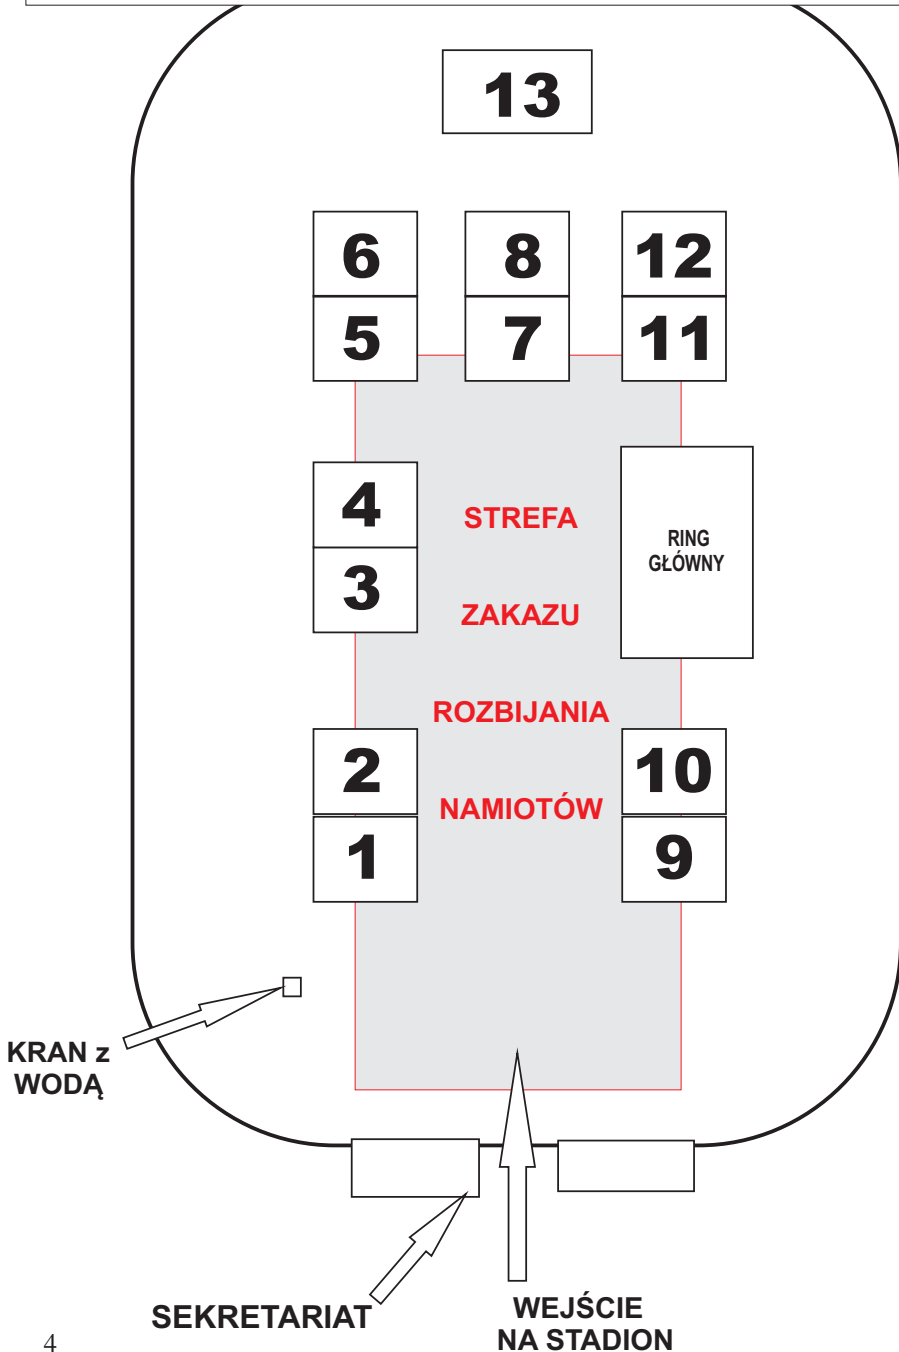 13
6
8
12
5
7
11
4
STREFA
RING
GŁÓWNY
3
ZAKAZU
ROZBIJANIA
2
10
NAMIOTÓW
1
9
KRAN z
WODĄ
SEKRETARIAT
WEJŚCIE
NA STADION
4